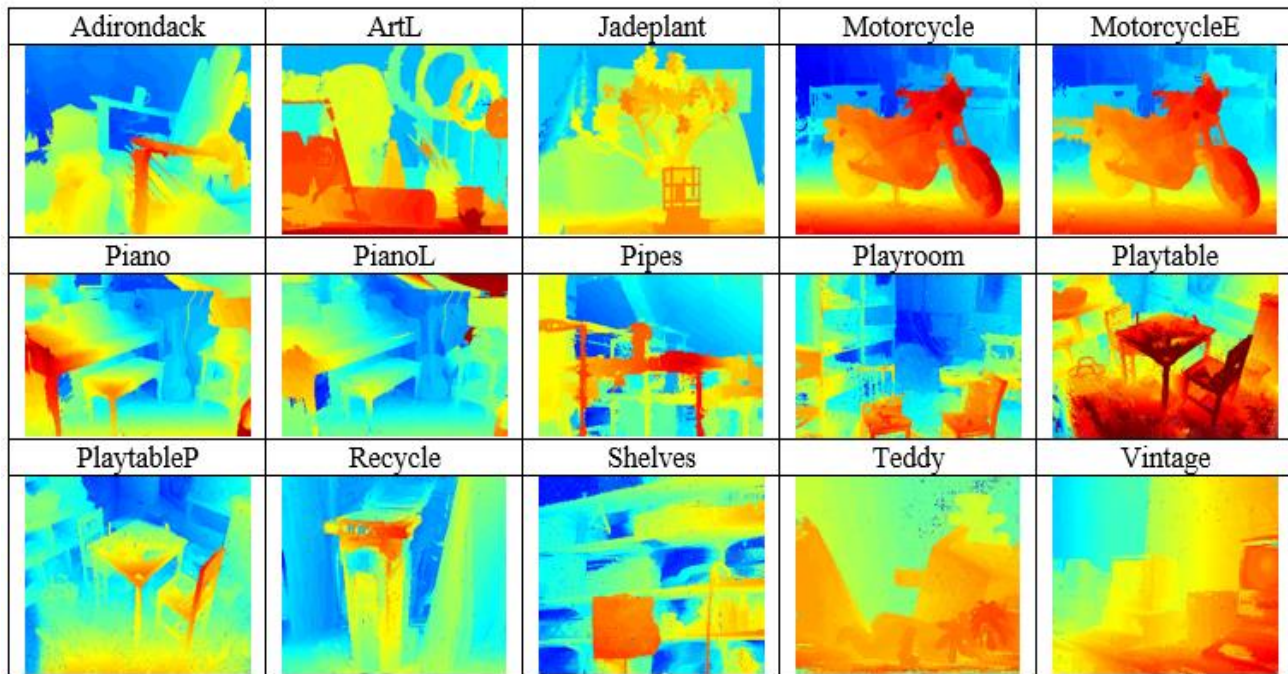 Adirondack ArtL Jadeplant Motorcycle MotorcycleE
Piano PianoL Pipes Playroom Playtable
PlaytableP Recycle Shelves Teddy Vintage